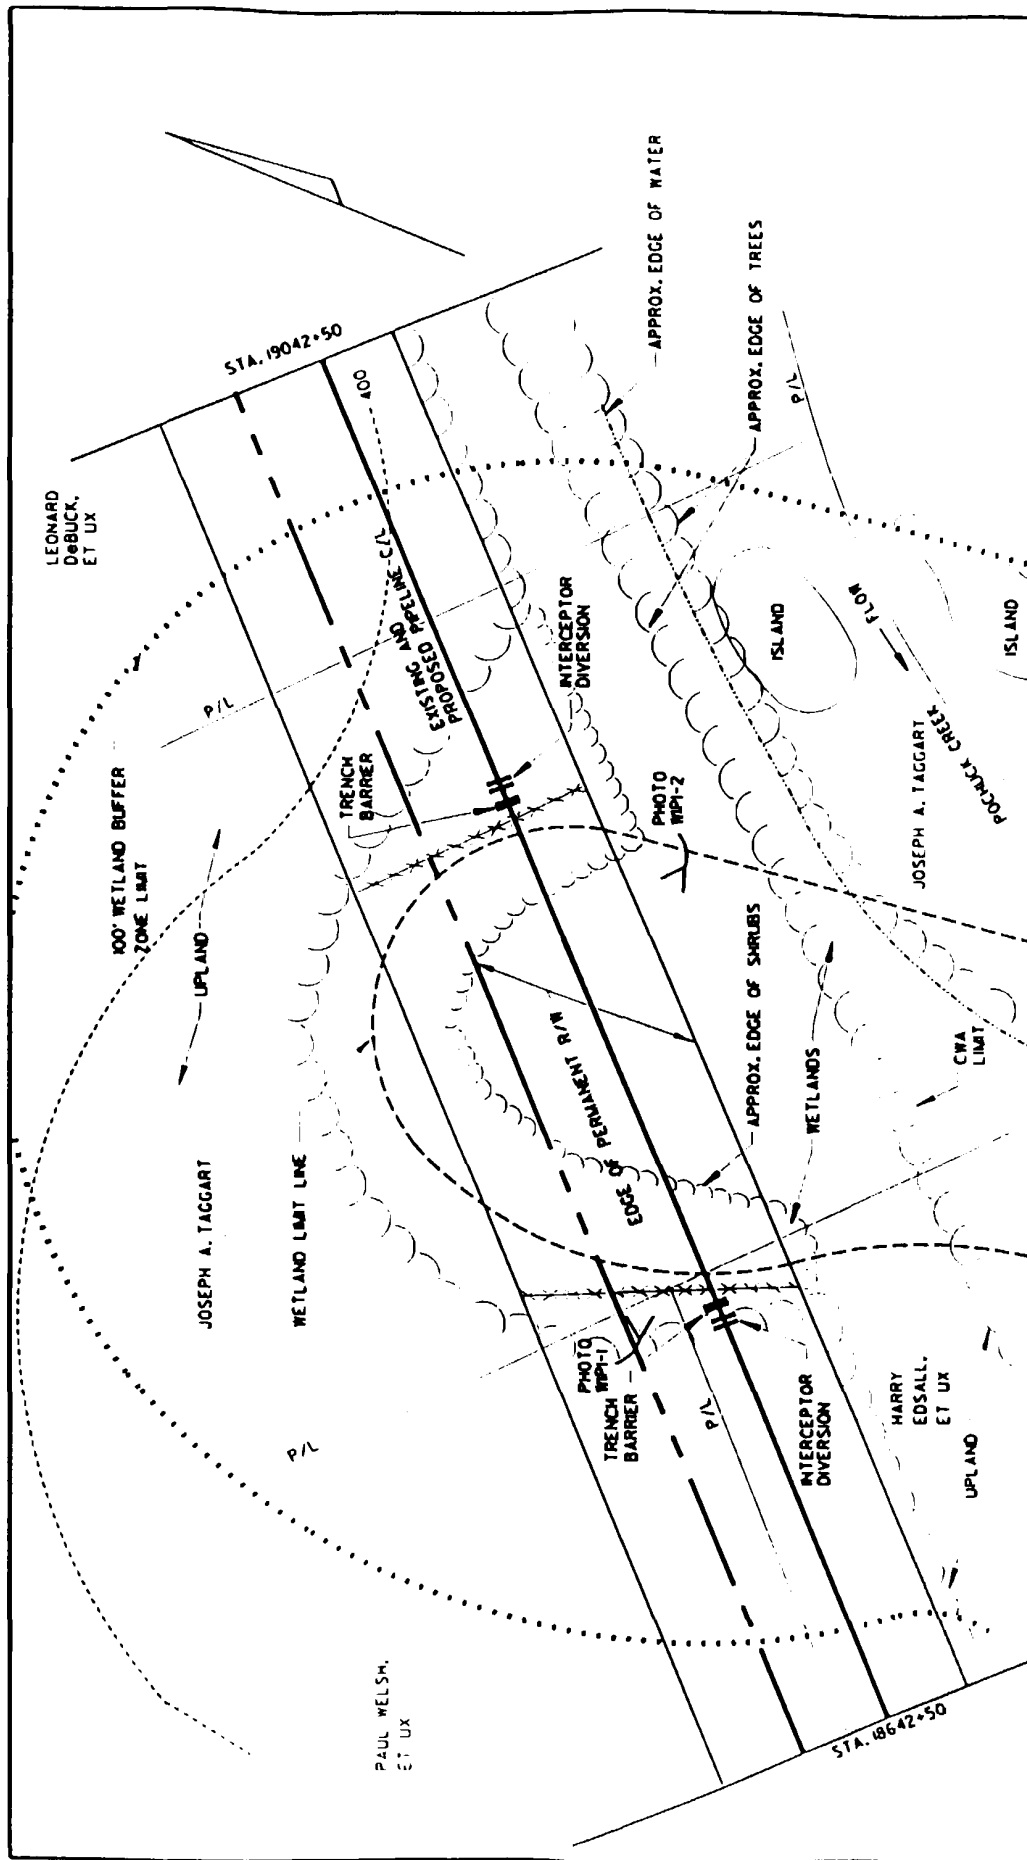 LEONARD
DeBUCK,
ET UX
STA. 19042+50
400
APPROX. EDGE OF WATER
APPROX. EDGE OF TREES
P/L
P/L
100' WETLAND BUFFER
ZONE LIMIT
UPLAND
TRENCH
BARRIER
EXISTING AND
PROPOSED PIPELINE C/L
INTERCEPTOR
DIVERSION
ISLAND
FLOW
ISLAND
POCHUCK CREEK
JOSEPH A. TAGGART
PHOTO
WP1-2
JOSEPH A. TAGGART
WETLAND LIMIT LINE
EDGE OF PERMANENT R/W
APPROX. EDGE OF SHRUBS
WETLANDS
CWA
LIMIT
P/L
PHOTO
WP1-1
TRENCH
BARRIER
P/L
INTERCEPTOR
DIVERSION
HARRY
EDSALL,
ET UX
UPLAND
PAUL WELSH,
ET UX
STA. 18642+50